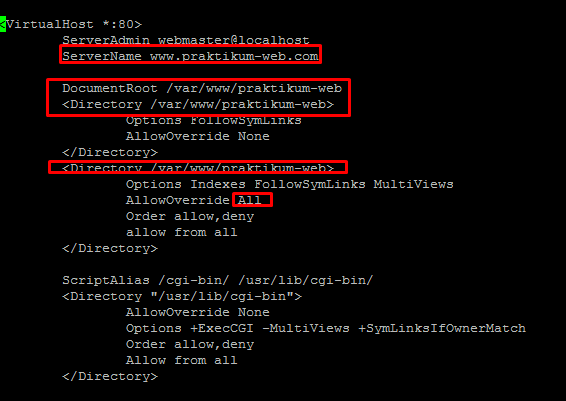 <VirtualHost *:80>
ServerAdmin webmaster@localhost
ServerName www.praktikum-web.com
DocumentRoot /var/www/praktikum-web
<Directory /var/www/praktikum-web>
Options FollowSymLinks
AllowOverride None
</Directory>
<Directory /var/www/praktikum-web>
Options Indexes FollowSymLinks MultiViews
AllowOverride All
Order allow,deny
allow from all
</Directory>
ScriptAlias /cgi-bin/ /usr/lib/cgi-bin/
<Directory "/usr/lib/cgi-bin">
AllowOverride None
Options +ExecCGI -MultiViews +SymLinksIfOwnerMatch
Order allow,deny
Allow from all
</Directory>